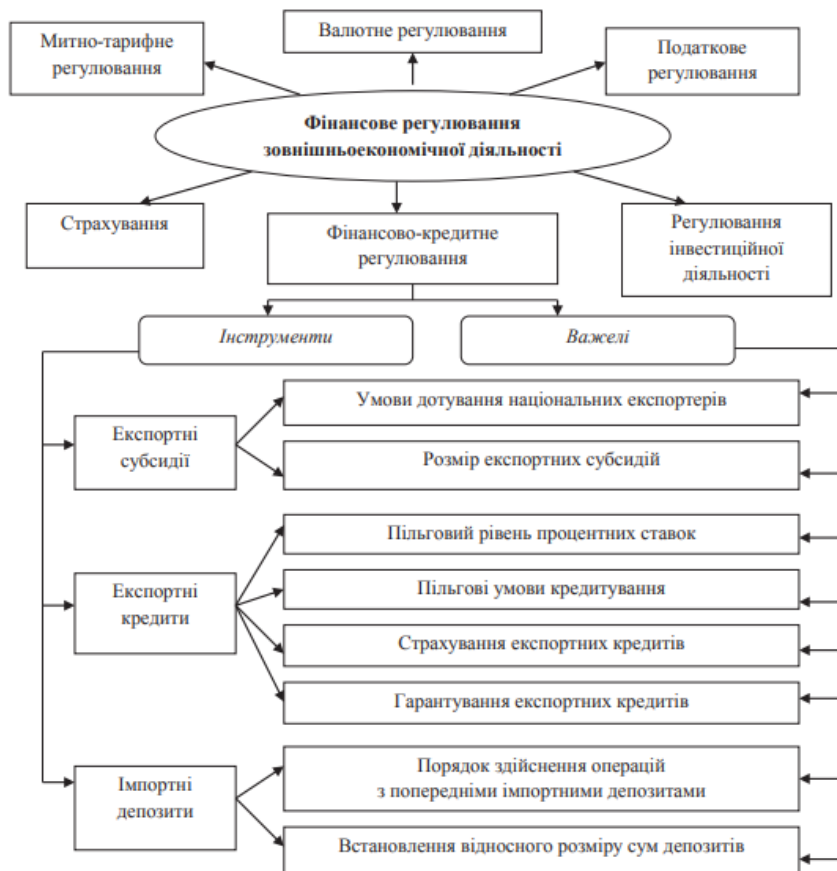 Митно-тарифне
регулювання
Валютне регулювання
Податкове
регулювання
Фінансове регулювання
зовнішньоекономічної діяльності
Страхування
Фінансово-кредитне
регулювання
Регулювання
інвестиційної
діяльності
Інструменти
Важелі
Експортні
субсидії
Умови дотування національних експортерів
Розмір експортних субсидій
Експортні
кредити
Пільговий рівень процентних ставок
Пільгові умови кредитування
Страхування експортних кредитів
Гарантування експортних кредитів
Імпортні
депозити
Порядок здійснення операцій
з попередніми імпортними депозитами
Встановлення відносного розміру сум депозитів